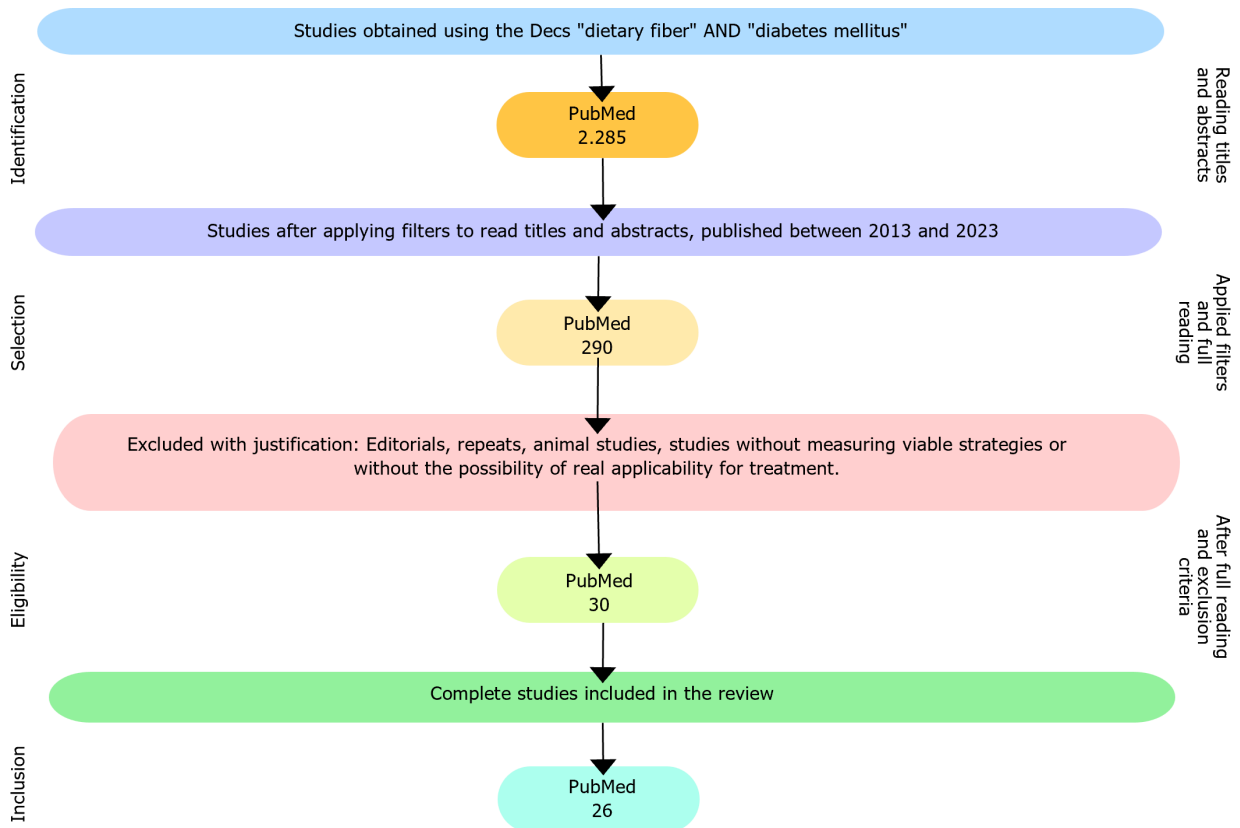 Studies obtained using the Decs "dietary fiber" AND "diabetes mellitus"
Identification
PubMed
2.285
Reading titles
and abstracts
Studies after applying filters to read titles and abstracts, published between 2013 and 2023
Selection
PubMed
290
Applied filters
and full
reading
Excluded with justification: Editorials, repeats, animal studies, studies without measuring viable strategies or
without the possibility of real applicability for treatment.
Eligibility
PubMed
30
After full reading
and exclusion
criteria
Complete studies included in the review
Inclusion
PubMed
26